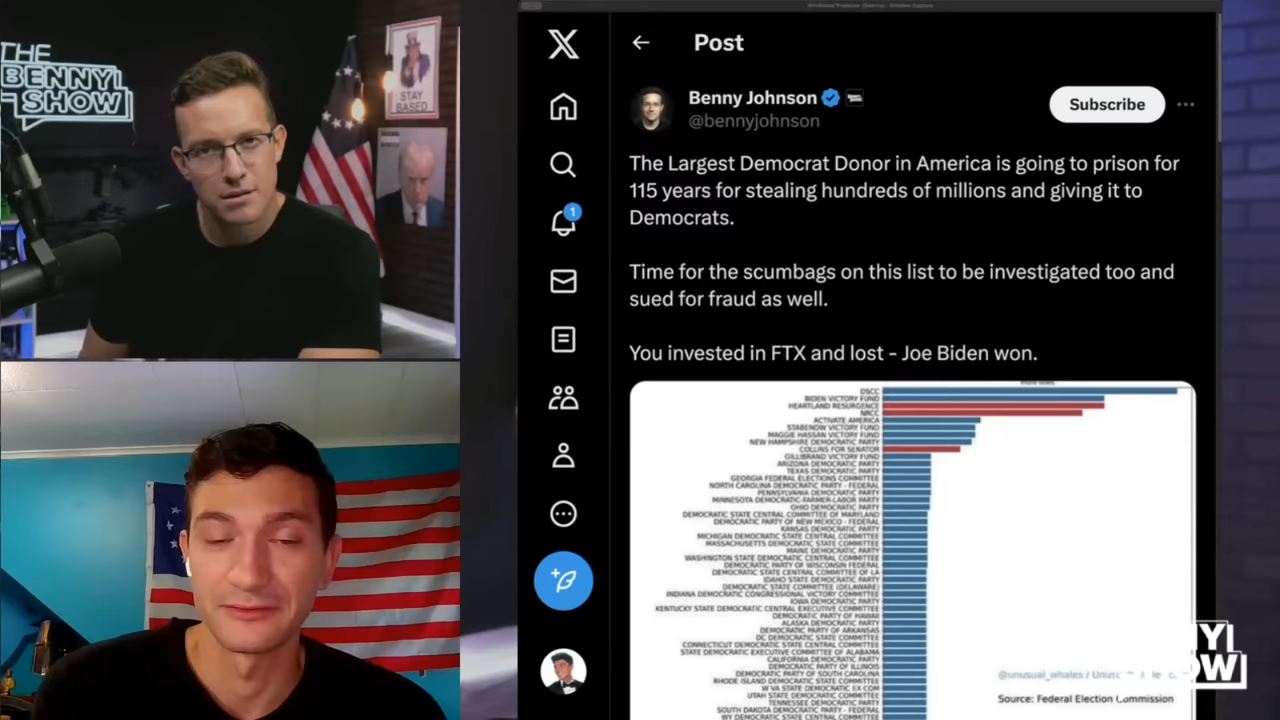 THE
BENNY
SHOW
STAY
BASED
Post
Benny Johnson
@bennyjohnson
Subscribe
1
The Largest Democrat Donor in America is going to prison for
115 years for stealing hundreds of millions and giving it to
Democrats.
Time for the scumbags on this list to be investigated too and
sued for fraud as well.
You invested in FTX and lost – Joe Biden won.
DSCC
BIDEN VICTORY FUND
HEARTLAND RESURGENCE
NRCC
ACTIVATE AMERICA
STABENOW VICTORY FUND
MAGGIE HASSAN VICTORY FUND
NEW HAMPSHIRE DEMOCRATIC PARTY
COLLINS FOR SENATOR
GILLIBRAND VICTORY FUND
ARIZONA DEMOCRATIC PARTY
TEXAS DEMOCRATIC PARTY
GEORGIA FEDERAL ELECTIONS COMMITTEE
NORTH CAROLINA DEMOCRATIC PARTY - FEDERAL
PENNSYLVANIA DEMOCRATIC PARTY
MINNESOTA DEMOCRATIC-FARMER-LABOR PARTY
OHIO DEMOCRATIC PARTY
DEMOCRATIC STATE CENTRAL COMMITTEE OF MARYLAND
DEMOCRATIC PARTY OF NEW MEXICO - FEDERAL
KANSAS DEMOCRATIC PARTY
MICHIGAN DEMOCRATIC STATE CENTRAL COMMITTEE
MASSACHUSETTS DEMOCRATIC STATE COMMITTEE
MAINE DEMOCRATIC PARTY
WASHINGTON STATE DEMOCRATIC CENTRAL COMMITTEE
DEMOCRATIC PARTY OF WISCONSIN FEDERAL
DEMOCRATIC STATE CENTRAL COMMITTEE OF LA
IDAHO STATE DEMOCRATIC PARTY
DEMOCRATIC STATE COMMITTEE (DELAWARE)
INDIANA DEMOCRATIC CONGRESSIONAL VICTORY COMMITTEE
IOWA DEMOCRATIC PARTY
KENTUCKY STATE DEMOCRATIC CENTRAL EXECUTIVE COMMITTEE
DEMOCRATIC PARTY OF HAWAII
ALASKA DEMOCRATIC PARTY
DEMOCRATIC PARTY OF ARKANSAS
DC DEMOCRATIC STATE COMMITTEE
CONNECTICUT DEMOCRATIC STATE CENTRAL COMMITTEE
STATE DEMOCRATIC EXECUTIVE COMMITTEE OF ALABAMA
CALIFORNIA DEMOCRATIC PARTY
DEMOCRATIC PARTY OF ILLINOIS
DEMOCRATIC PARTY OF SOUTH CAROLINA
RHODE ISLAND DEMOCRATIC STATE COMMITTEE
W VA STATE DEMOCRATIC EX COM
UTAH STATE DEMOCRATIC COMMITTEE
TENNESSEE DEMOCRATIC PARTY
SOUTH DAKOTA DEMOCRATIC PARTY - FEDERAL
WY DEMOCRATIC STATE CENTRAL COMMITTEE
@unusual_whales /
Source: Federal Election Commission